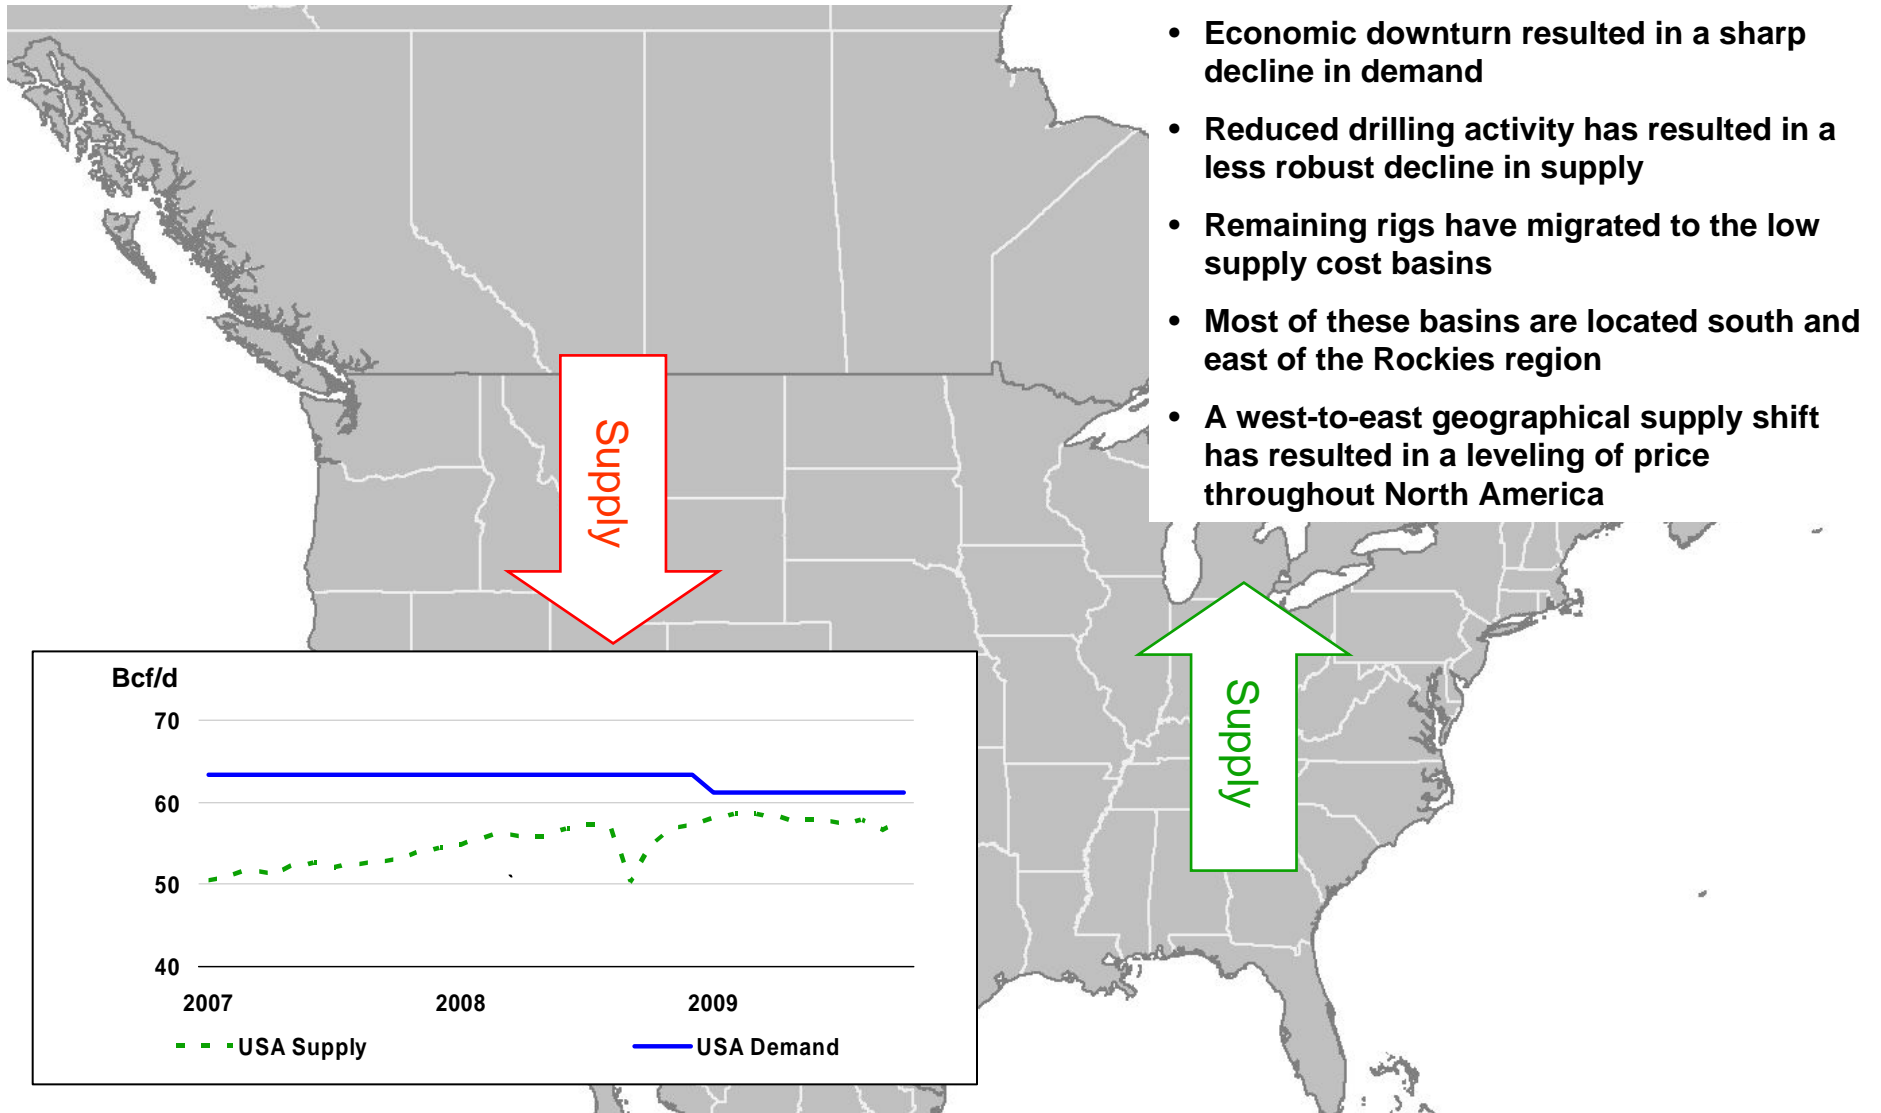 • Economic downturn resulted in a sharp
decline in demand
• Reduced drilling activity has resulted in a
less robust decline in supply
• Remaining rigs have migrated to the low
supply cost basins
• Most of these basins are located south and
east of the Rockies region
• A west-to-east geographical supply shift
has resulted in a leveling of price
throughout North America
Supply
Supply
Bcf/d
70
60
50
40
2007 2008 2009
USA Supply USA Demand